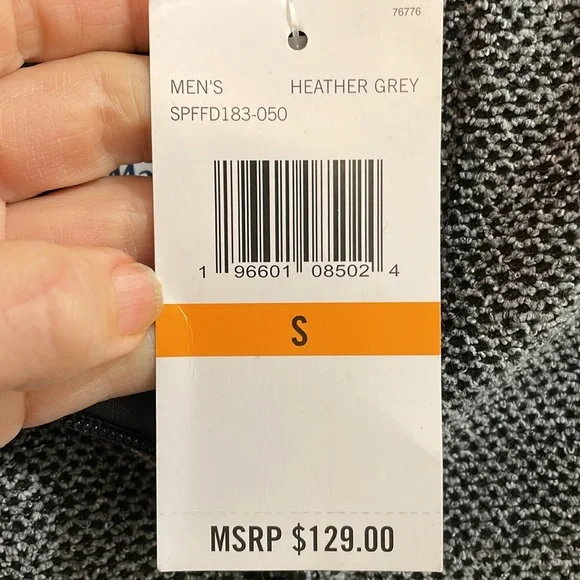 76776
MEN'S HEATHER GREY
SPFFD183-050
1 96601 08502 4
S
MSRP $129.00